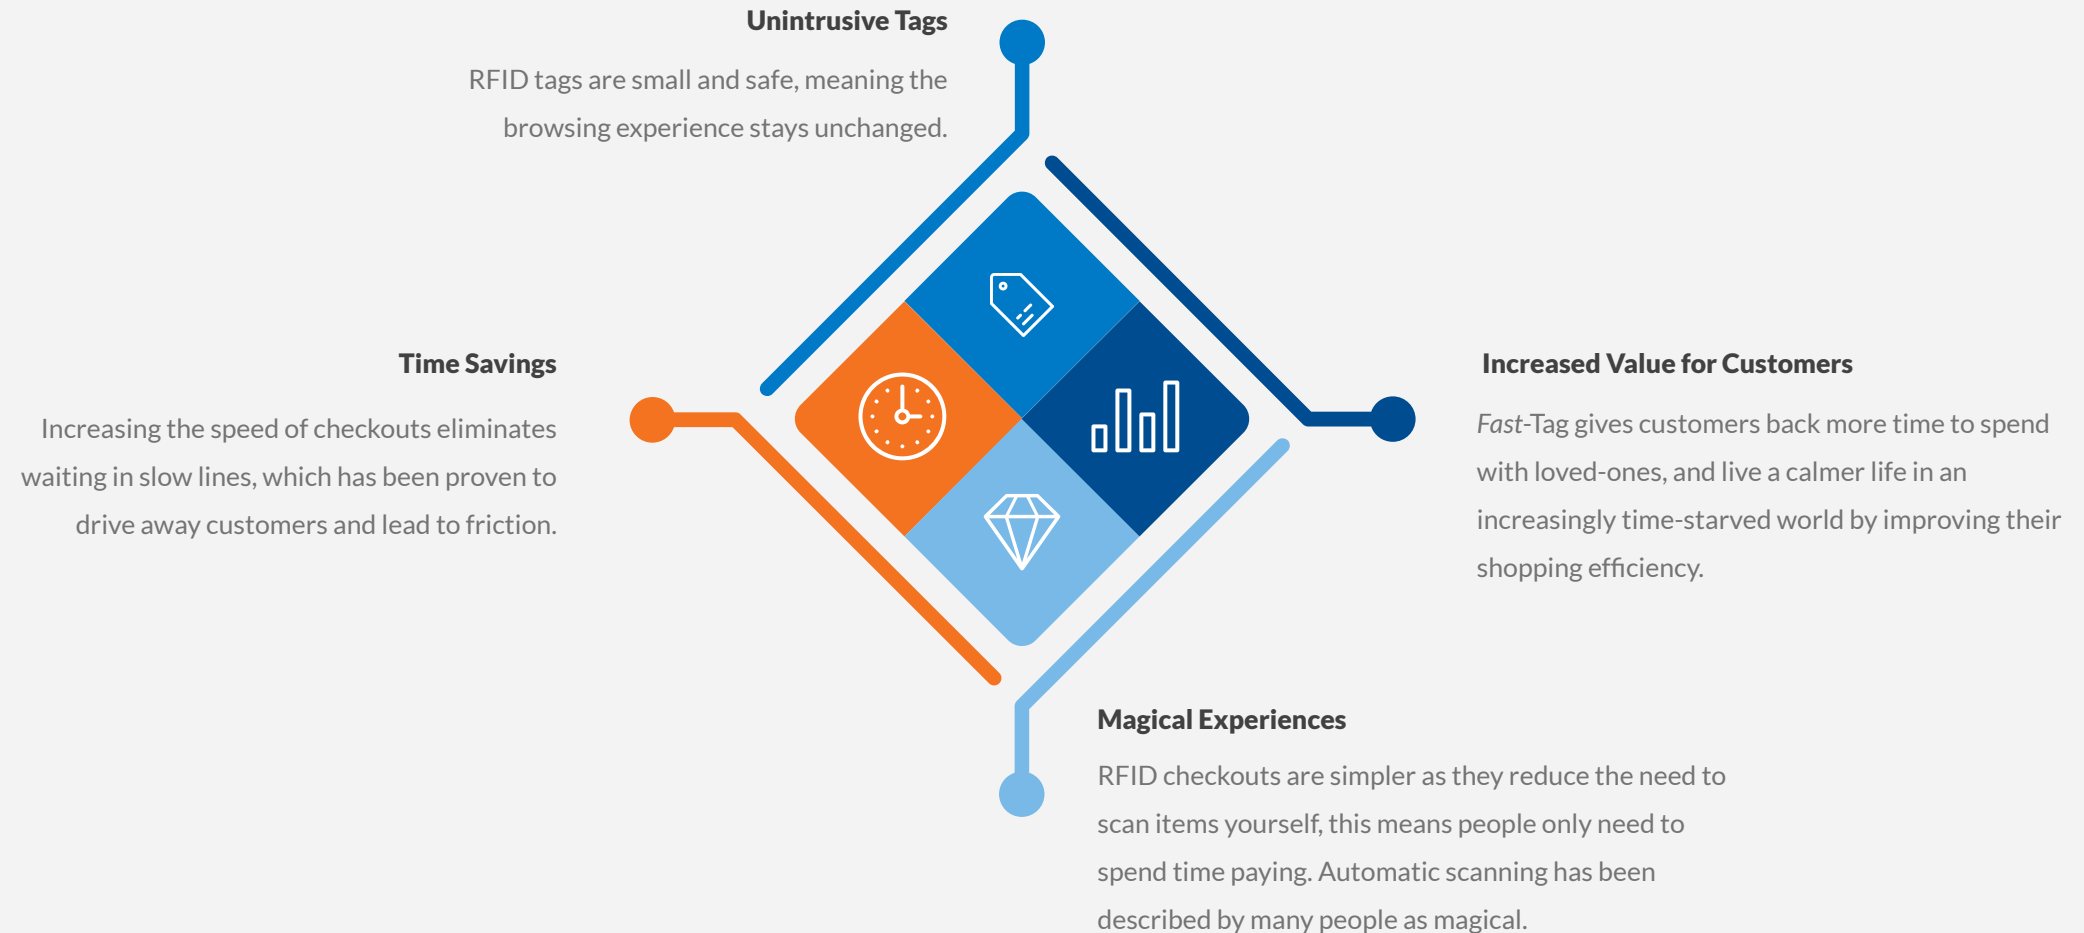 Unintrusive Tags
RFID tags are small and safe, meaning the
browsing experience stays unchanged.
Time Savings
Increasing the speed of checkouts eliminates
waiting in slow lines, which has been proven to
drive away customers and lead to friction.
Increased Value for Customers
Fast-Tag gives customers back more time to spend
with loved-ones, and live a calmer life in an
increasingly time-starved world by improving their
shopping efficiency.
Magical Experiences
RFID checkouts are simpler as they reduce the need to
scan items yourself, this means people only need to
spend time paying. Automatic scanning has been
described by many people as magical.